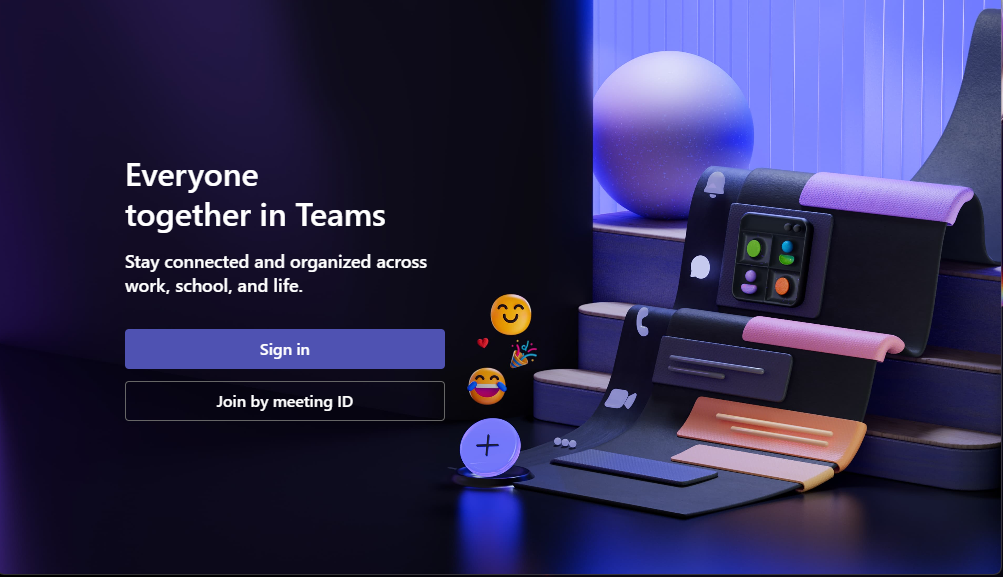 Everyone
together in Teams
Stay connected and organized across
work, school, and life.
Sign in
Join by meeting ID